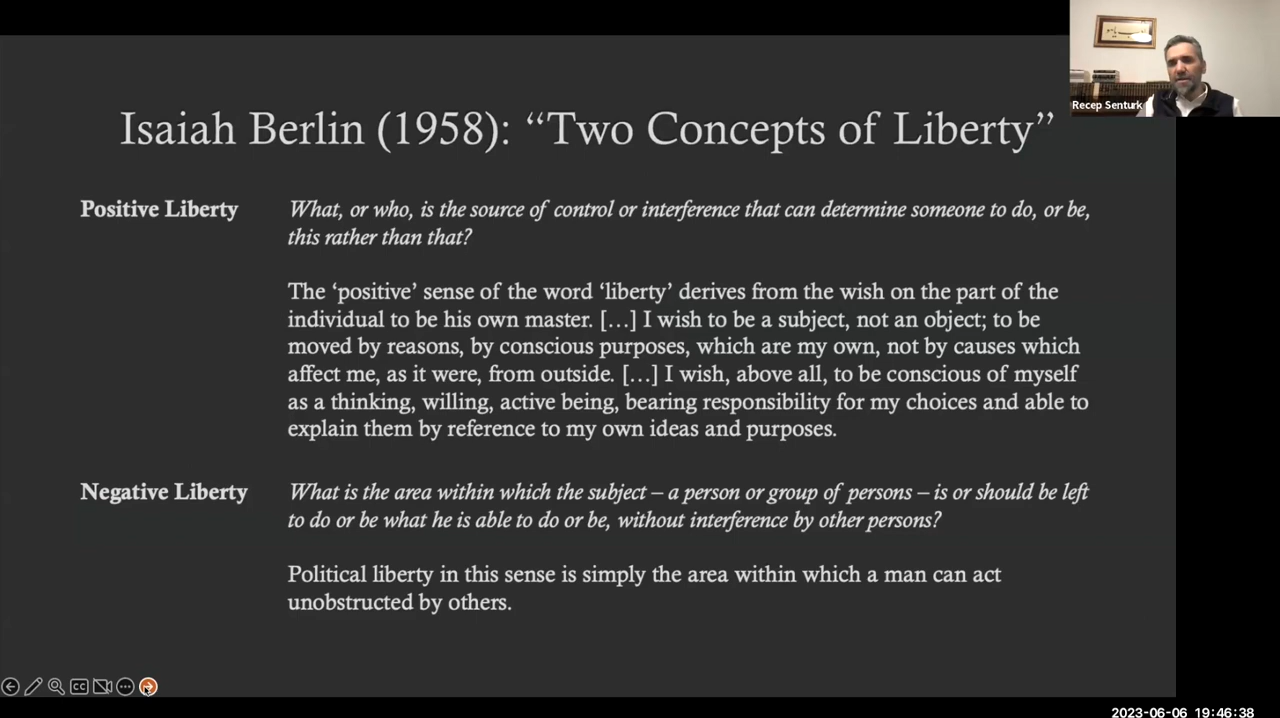 Recep Senturk
Isaiah Berlin (1958): “Two Concepts of Liberty”
Positive Liberty
What, or who, is the source of control or interference that can determine someone to do, or be,
this rather than that?
The ‘positive’ sense of the word ‘liberty’ derives from the wish on the part of the
individual to be his own master. […] I wish to be a subject, not an object; to be
moved by reasons, by conscious purposes, which are my own, not by causes which
affect me, as it were, from outside. […] I wish, above all, to be conscious of myself
as a thinking, willing, active being, bearing responsibility for my choices and able to
explain them by reference to my own ideas and purposes.
Negative Liberty
What is the area within which the subject – a person or group of persons – is or should be left
to do or be what he is able to do or be, without interference by other persons?
Political liberty in this sense is simply the area within which a man can act
unobstructed by others.
CC
2023-06-06 19:46:38